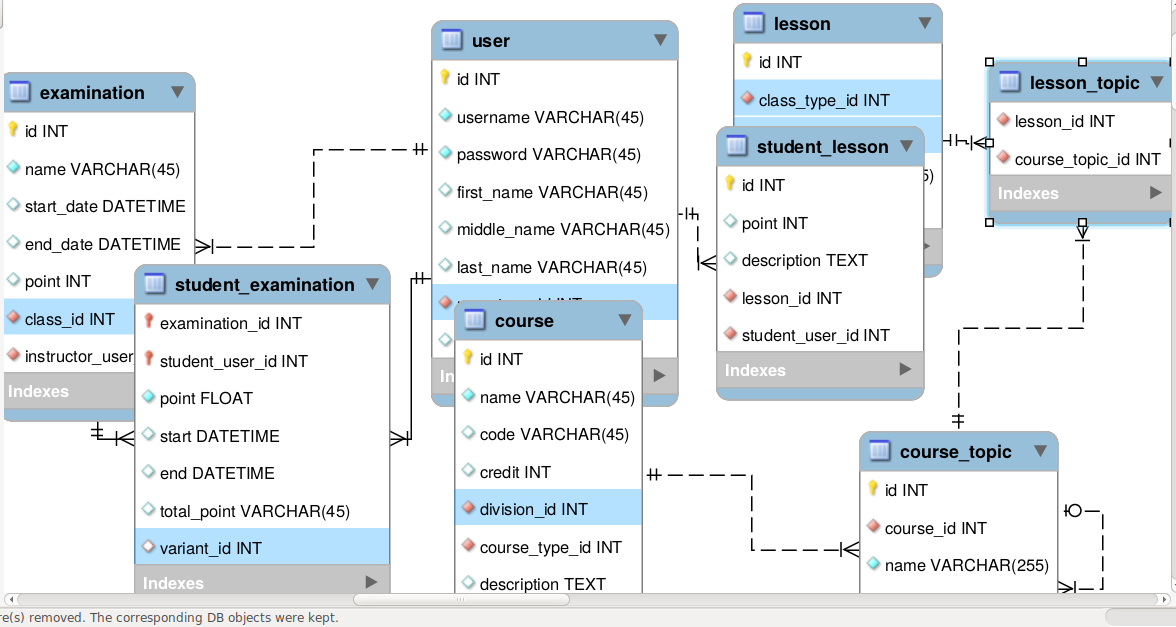 examination
id INT
name VARCHAR(45)
start_date DATETIME
end_date DATETIME
point INT
class_id INT
instructor_user
Indexes
student_examination
examination_id INT
student_user_id INT
point FLOAT
start DATETIME
end DATETIME
total_point VARCHAR(45)
variant_id INT
Indexes
user
id INT
username VARCHAR(45)
password VARCHAR(45)
first_name VARCHAR(45)
middle_name VARCHAR(45)
last_name VARCHAR(45)
In
course
id INT
name VARCHAR(45)
code VARCHAR(45)
credit INT
division_id INT
course_type_id INT
description TEXT
lesson
id INT
class_type_id INT
5)
student_lesson
id INT
point INT
description TEXT
lesson_id INT
student_user_id INT
Indexes
lesson_topic
lesson_id INT
course_topic_id INT
Indexes
course_topic
id INT
course_id INT
name VARCHAR(255)
re(s) removed. The corresponding DB objects were kept.